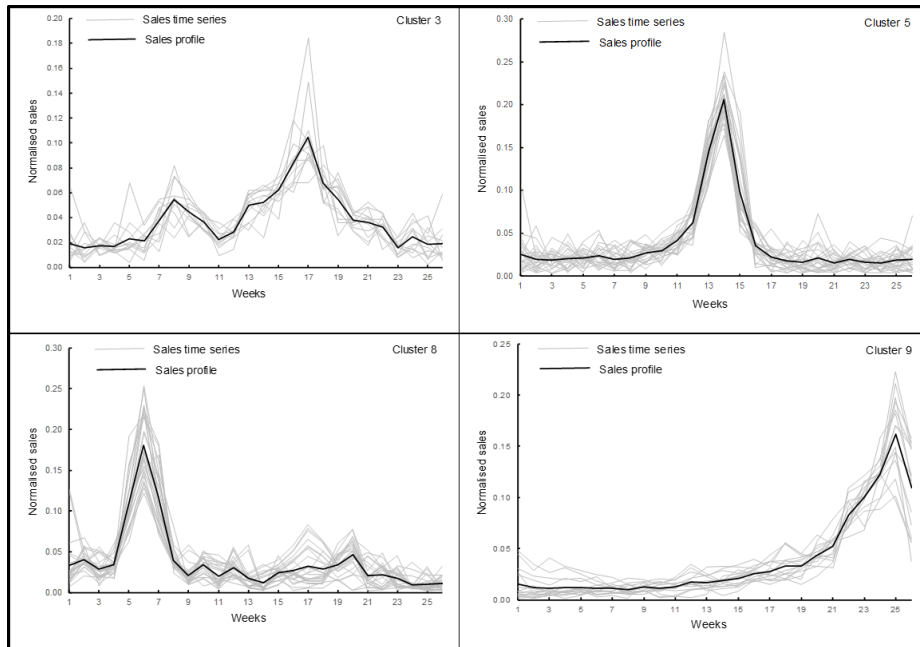 Cluster 3
Sales time series
Sales profile
Normalised sales
0.20
0.18
0.16
0.14
0.12
0.10
0.08
0.06
0.04
0.02
0.00
1 3 5 7 9 11 13 15 17 19 21 23 25
Weeks
Cluster 5
Sales time series
Sales profile
Normalised sales
0.30
0.25
0.20
0.15
0.10
0.05
0.00
1 3 5 7 9 11 13 15 17 19 21 23 25
Weeks
Cluster 8
Sales time series
Sales profile
Normalised sales
0.30
0.25
0.20
0.15
0.10
0.05
0.00
1 3 5 7 9 11 13 15 17 19 21 23 25
Weeks
Cluster 9
Sales time series
Sales profile
Normalised sales
0.25
0.20
0.15
0.10
0.05
0.00
1 3 5 7 9 11 13 15 17 19 21 23 25
Weeks